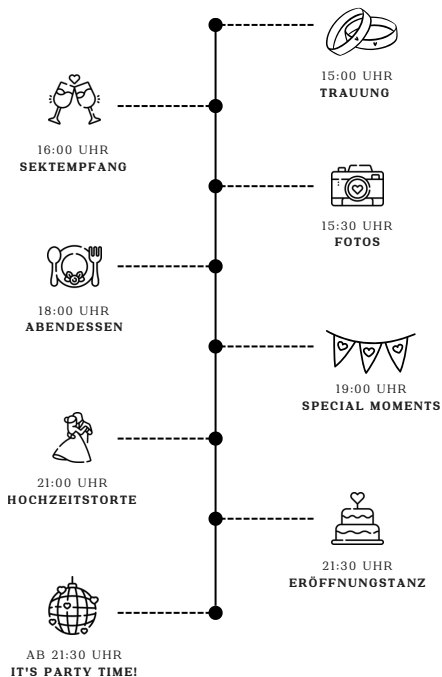 15:00 UHR
TRAUUNG
16:00 UHR
SEKTEMPFANG
15:30 UHR
FOTOS
18:00 UHR
ABENDESSEN
19:00 UHR
SPECIAL MOMENTS
21:00 UHR
HOCHZEITSTORTE
21:30 UHR
ERÖFFNUNGSTANZ
AB 21:30 UHR
IT'S PARTY TIME!